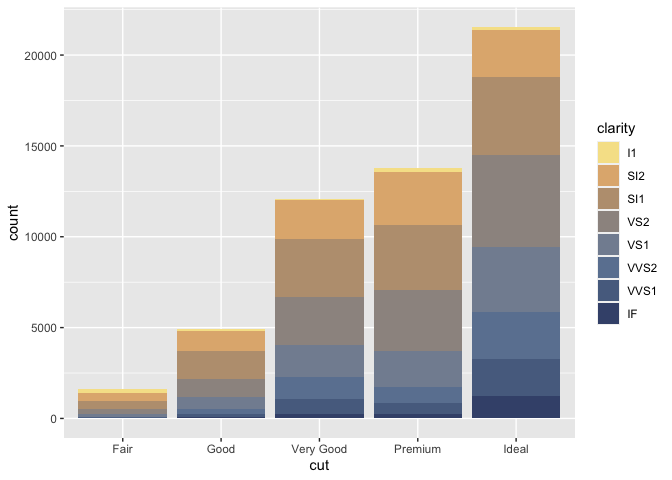 20000
15000
10000
5000
0
count
Fair Good Very Good Premium Ideal
cut
clarity
I1
SI2
SI1
VS2
VS1
VVS2
VVS1
IF